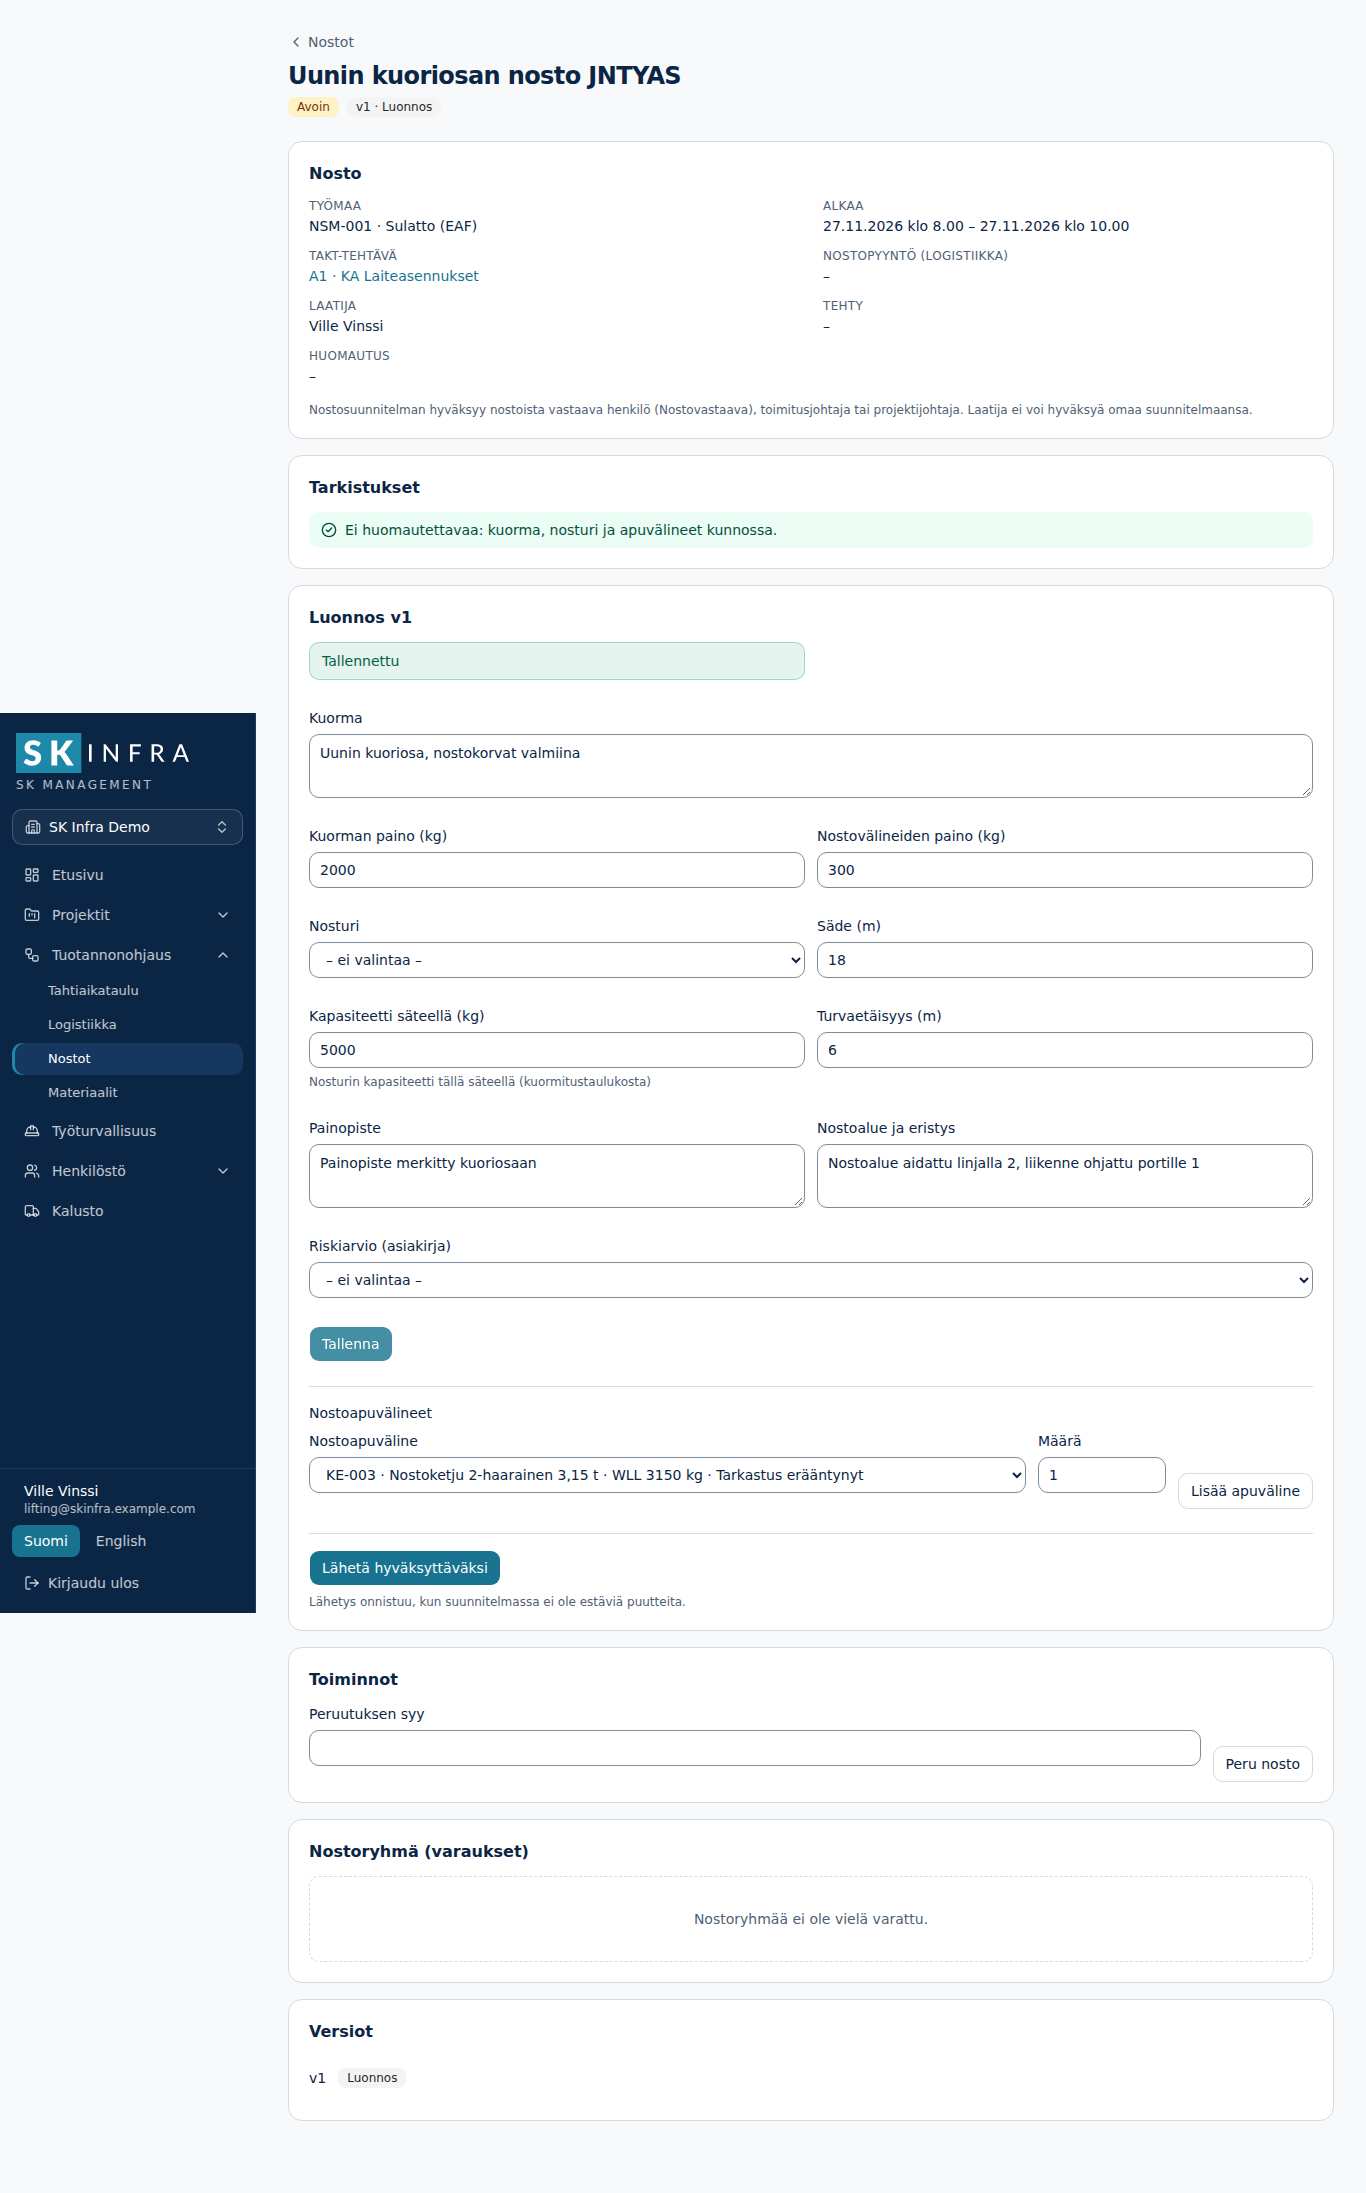 Nostot
Uunin kuoriosan nosto JNTYAS
Avoin
v1 · Luonnos
Nosto
TYÖMAA
NSM-001 · Sulatto (EAF)
ALKAA
27.11.2026 klo 8.00 – 27.11.2026 klo 10.00
TAKT-TEHTÄVÄ
A1 · KA Laiteasennukset
NOSTOPYYNTÖ (LOGISTIIKKA)
–
LAATIJA
Ville Vinssi
TEHTY
–
HUOMAUTUS
–
Nostosuunnitelman hyväksyy nostoista vastaava henkilö (Nostovastaava), toimitusjohtaja tai projektijohtaja. Laatija ei voi hyväksyä omaa suunnitelmaansa.
Tarkistukset
Ei huomautettavaa: kuorma, nosturi ja apuvälineet kunnossa.
Luonnos v1
Tallennettu
Kuorma
Uunin kuoriosa, nostokorvat valmiina
Kuorman paino (kg)
2000
Nostovälineiden paino (kg)
300
Nosturi
– ei valintaa –
Säde (m)
18
Kapasiteetti säteellä (kg)
5000
Nosturin kapasiteetti tällä säteellä (kuormitustaulukosta)
Turvaetäisyys (m)
6
Painopiste
Painopiste merkitty kuoriosaan
Nostoalue ja eristys
Nostoalue aidattu linjalla 2, liikenne ohjattu portille 1
Riskiarvio (asiakirja)
– ei valintaa –
Tallenna
Nostoapuvälineet
Nostoapuväline
KE-003 · Nostoketju 2-haarainen 3,15 t · WLL 3150 kg · Tarkastus erääntynyt
Määrä
1
Lisää apuväline
Lähetä hyväksyttäväksi
Lähetys onnistuu, kun suunnitelmassa ei ole estäviä puutteita.
Toiminnot
Peruutuksen syy
Peru nosto
Nostoryhmä (varaukset)
Nostoryhmää ei ole vielä varattu.
Versiot
v1
Luonnos
SK INFRA
SK MANAGEMENT
SK Infra Demo
Etusivu
Projektit
Tuotannonohjaus
Tahtiaikataulu
Logistiikka
Nostot
Materiaalit
Työturvallisuus
Henkilöstö
Kalusto
Ville Vinssi
lifting@skinfra.example.com
Suomi
English
Kirjaudu ulos